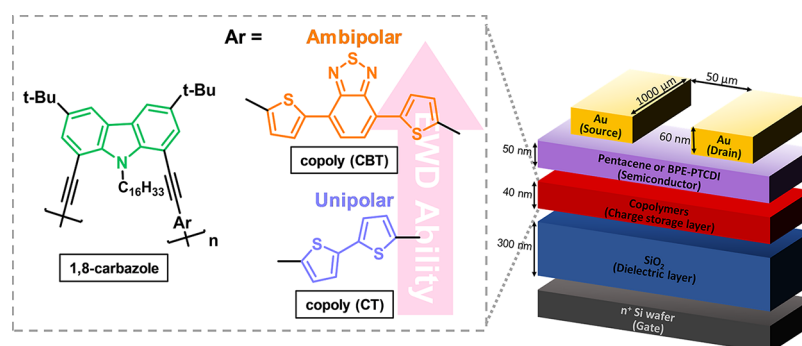 Ar =
Ambipolar
t-Bu
t-Bu
N
C16H33
Ar
n
1,8-carbazole
S
N
N
S
S
copoly (CBT)
Unipolar
S
S
copoly (CT)
EWD Ability
1000 μm
50 μm
Au
(Source)
60 nm
Au
(Drain)
50 nm
Pentacene or BPE-PTCDI
(Semiconductor)
40 nm
Copolymers
(Charge storage layer)
300 nm
SiO2
(Dielectric layer)
n+ Si wafer
(Gate)